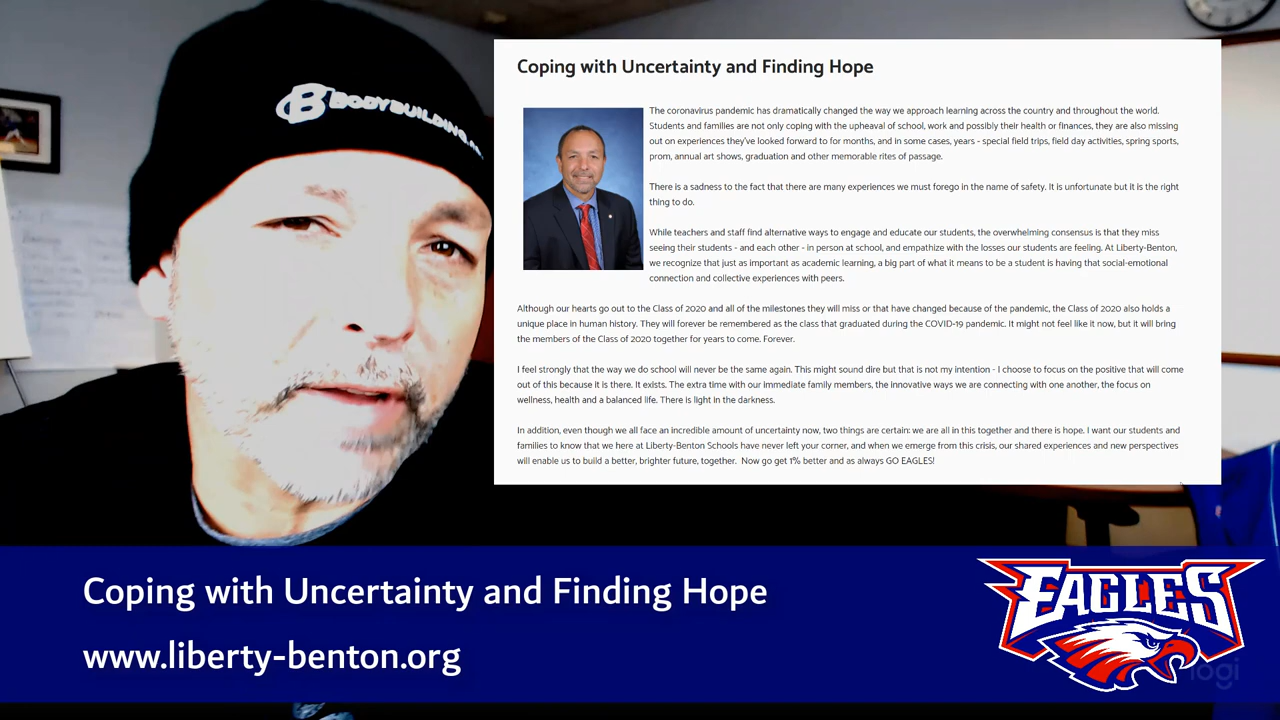 BODYBUILDING.
Coping with Uncertainty and Finding Hope
The coronavirus pandemic has dramatically changed the way we approach learning across the country and throughout the world.
Students and families are not only coping with the upheaval of school, work and possibly their health or finances, they are also missing
out on experiences they've looked forward to for months, and in some cases, years - special field trips, field day activities, spring sports,
prom, annual art shows, graduation and other memorable rites of passage.
There is a sadness to the fact that there are many experiences we must forego in the name of safety. It is unfortunate but it is the right
thing to do.
While teachers and staff find alternative ways to engage and educate our students, the overwhelming consensus is that they miss
seeing their students - and each other - in person at school, and empathize with the losses our students are feeling. At Liberty-Benton,
we recognize that just as important as academic learning, a big part of what it means to be a student is having that social-emotional
connection and collective experiences with peers.
Although our hearts go out to the Class of 2020 and all of the milestones they will miss or that have changed because of the pandemic, the Class of 2020 also holds a
unique place in human history. They will forever be remembered as the class that graduated during the COVID-19 pandemic. It might not feel like it now, but it will bring
the members of the Class of 2020 together for years to come. Forever.
I feel strongly that the way we do school will never be the same again. This might sound dire but that is not my intention - I choose to focus on the positive that will come
out of this because it is there. It exists. The extra time with our immediate family members, the innovative ways we are connecting with one another, the focus on
wellness, health and a balanced life. There is light in the darkness.
In addition, even though we all face an incredible amount of uncertainty now, two things are certain: we are all in this together and there is hope. I want our students and
families to know that we here at Liberty-Benton Schools have never left your corner, and when we emerge from this crisis, our shared experiences and new perspectives
will enable us to build a better, brighter future, together. Now go get 1% better and as always GO EAGLES!
Coping with Uncertainty and Finding Hope
www.liberty-benton.org
EAGLES
logi